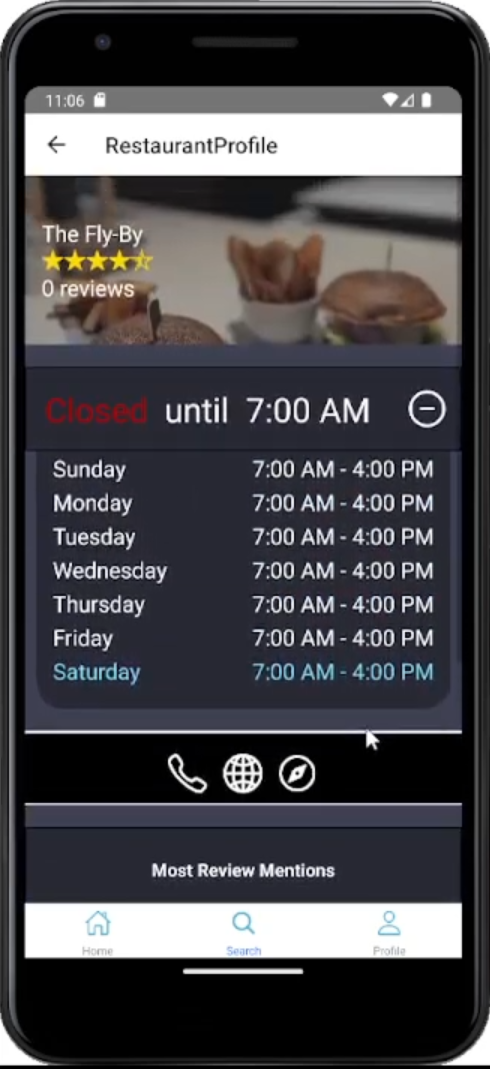 11:06
RestaurantProfile
The Fly-By
0 reviews
Closed until 7:00 AM
Sunday 7:00 AM - 4:00 PM
Monday 7:00 AM - 4:00 PM
Tuesday 7:00 AM - 4:00 PM
Wednesday 7:00 AM - 4:00 PM
Thursday 7:00 AM - 4:00 PM
Friday 7:00 AM - 4:00 PM
Saturday 7:00 AM - 4:00 PM
Most Review Mentions
Home Search Profile